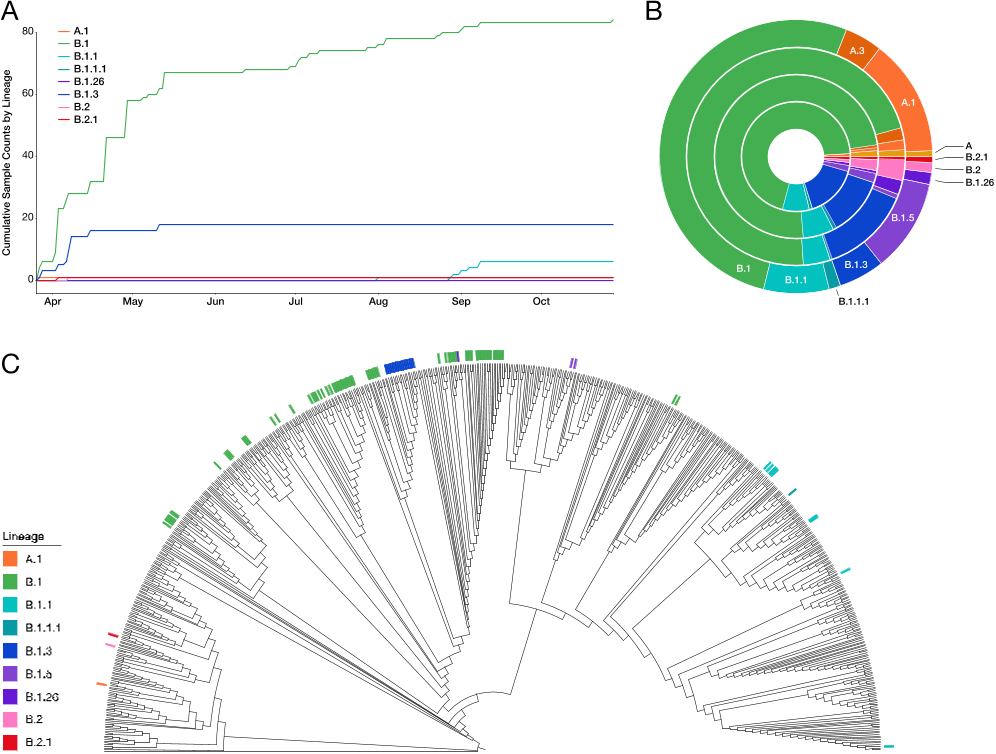 A
Cumulative Sample Counts by Lineage
80
60
40
20
0
Apr May Jun Jul Aug Sep Oct
A.1
B.1
B.1.1
B.1.1.1
B.1.26
B.1.3
B.2
B.2.1
B
A.3
A.1
A
B.2.1
B.2
B.1.26
B.1.5
B.1.3
B.1.1.1
B.1.1
B.1
C
Lineage
A.1
B.1
B.1.1
B.1.1.1
B.1.3
B.1.5
B.1.26
B.2
B.2.1